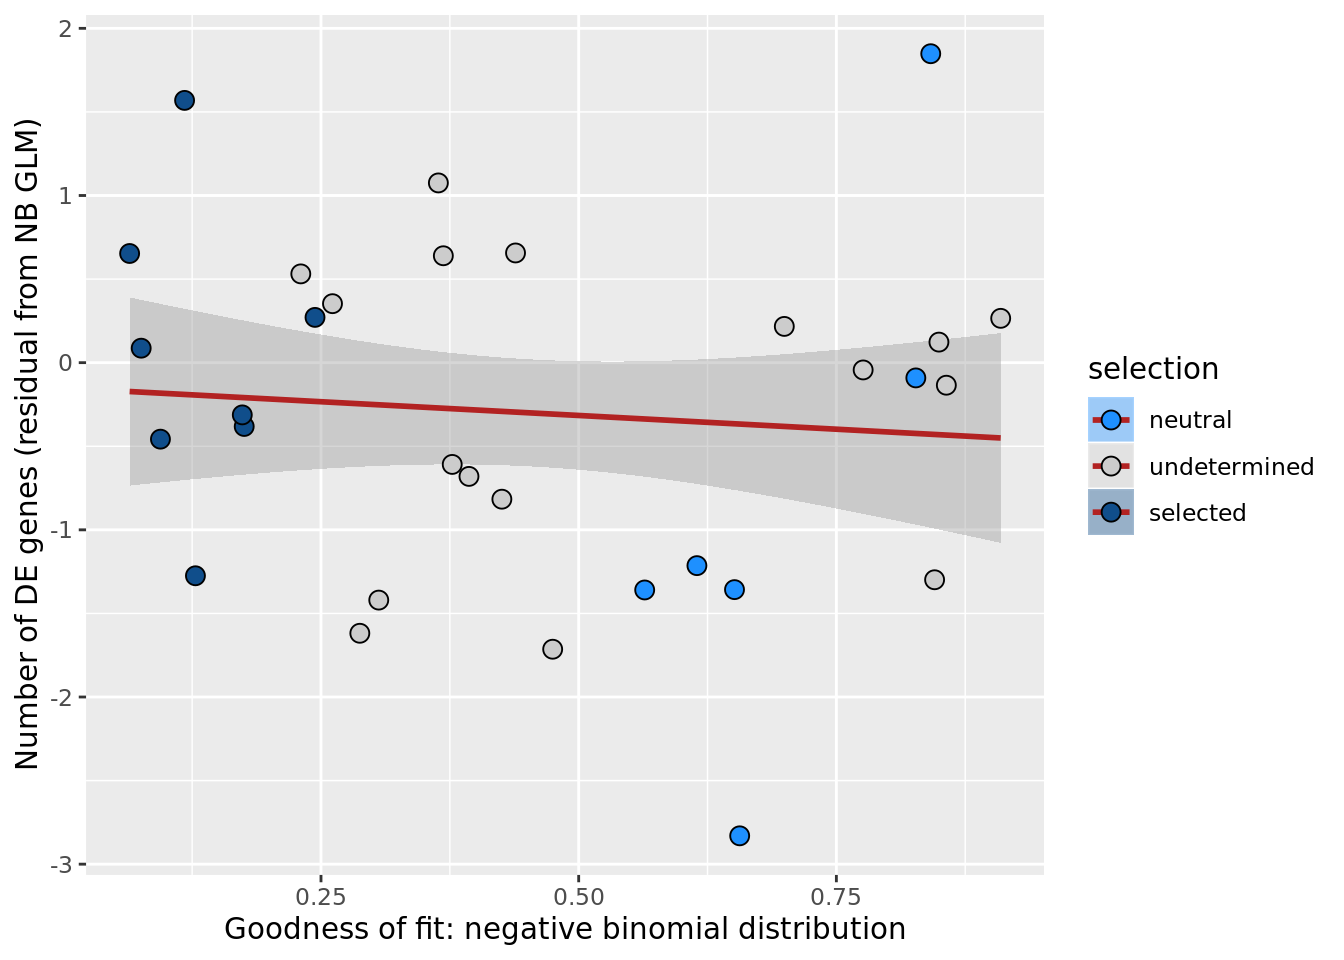 Number of DE genes (residual from NB GLM)
2
1
0
-1
-2
-3
0.25 0.50 0.75
Goodness of fit: negative binomial distribution
selection
neutral
undetermined
selected